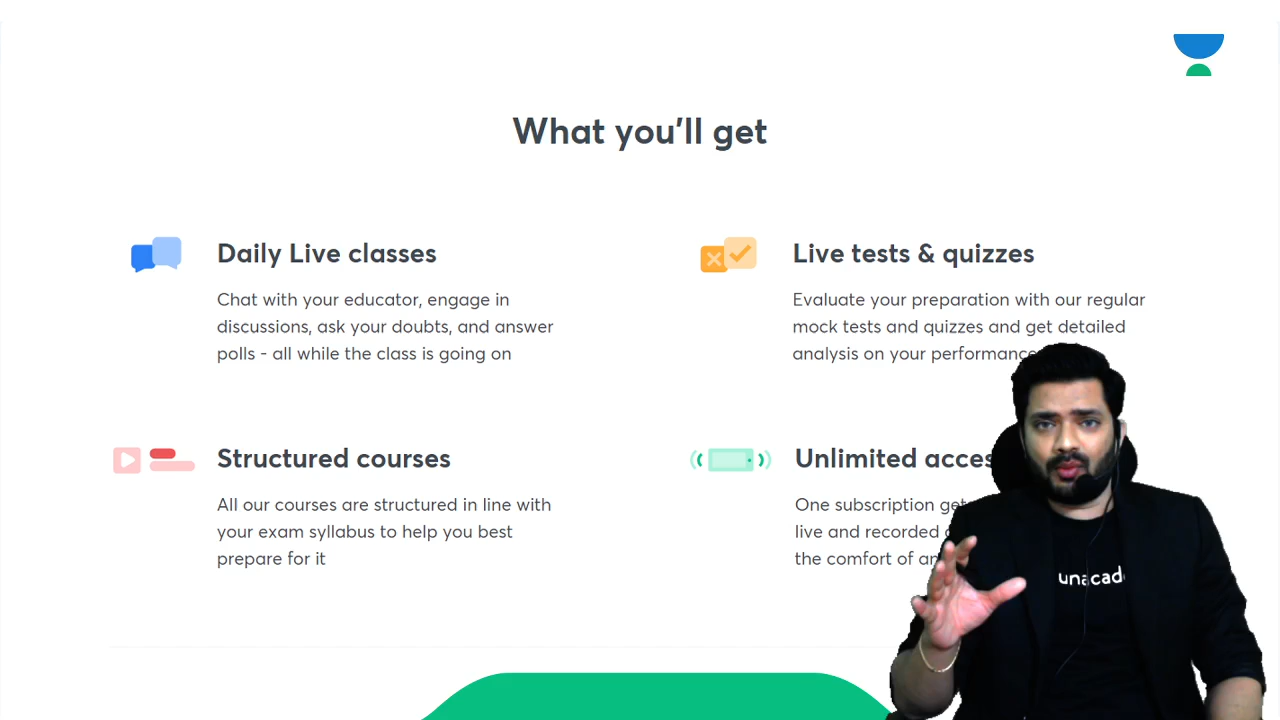 What you'll get
Daily Live classes
Chat with your educator, engage in
discussions, ask your doubts, and answer
polls - all while the class is going on
Live tests & quizzes
Evaluate your preparation with our regular
mock tests and quizzes and get detailed
analysis on your performance
Structured courses
All our courses are structured in line with
your exam syllabus to help you best
prepare for it
Unlimited
One subscription
live and recorded
the comfort of